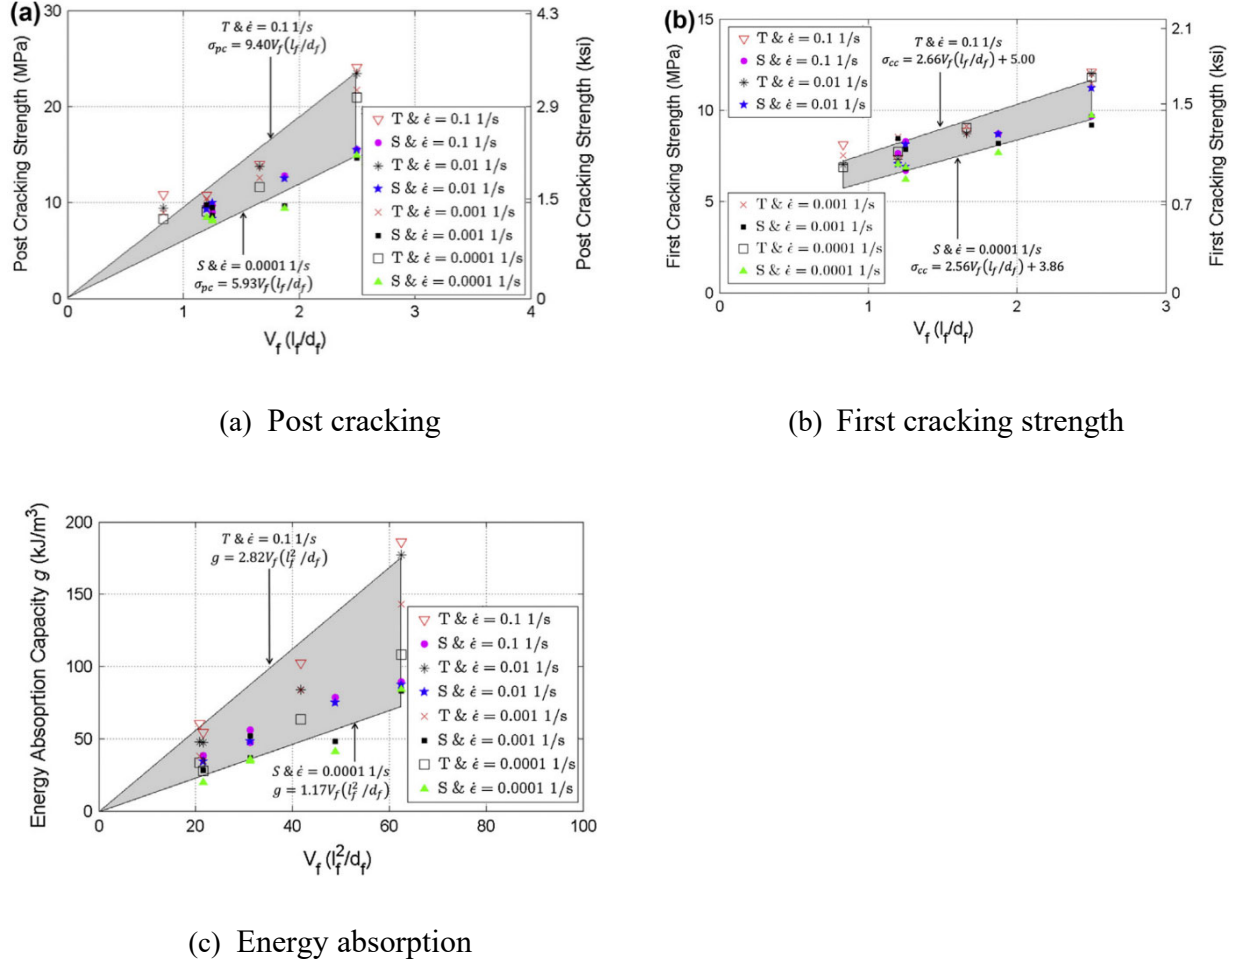 (a)
T & ε̇ = 0.1 1/s
σpc = 9.40Vf(lf/df)
Post Cracking Strength (MPa)
30
20
10
0
4.3
2.9
1.5
0
Post Cracking Strength (ksi)
T & ε̇ = 0.1 1/s
S & ε̇ = 0.1 1/s
T & ε̇ = 0.01 1/s
S & ε̇ = 0.01 1/s
T & ε̇ = 0.001 1/s
S & ε̇ = 0.001 1/s
T & ε̇ = 0.0001 1/s
S & ε̇ = 0.0001 1/s
S & ε̇ = 0.0001 1/s
σpc = 5.93Vf(lf/df)
0 1 2 3 4
Vf (lf/df)
(a) Post cracking
(b)
First Cracking Strength (MPa)
15
10
5
0
2.1
1.5
0.7
0
First Cracking Strength (ksi)
T & ε̇ = 0.1 1/s
S & ε̇ = 0.1 1/s
T & ε̇ = 0.01 1/s
S & ε̇ = 0.01 1/s
T & ε̇ = 0.1 1/s
σcc = 2.66Vf(lf/df) + 5.00
T & ε̇ = 0.001 1/s
S & ε̇ = 0.001 1/s
T & ε̇ = 0.0001 1/s
S & ε̇ = 0.0001 1/s
S & ε̇ = 0.0001 1/s
σcc = 2.56Vf(lf/df) + 3.86
0 1 2 3
Vf (lf/df)
(b) First cracking strength
Energy Absoprtion Capacity g (kJ/m³)
200
150
100
50
0
T & ε̇ = 0.1 1/s
g = 2.82Vf(lf²/df)
T & ε̇ = 0.1 1/s
S & ε̇ = 0.1 1/s
T & ε̇ = 0.01 1/s
S & ε̇ = 0.01 1/s
T & ε̇ = 0.001 1/s
S & ε̇ = 0.001 1/s
T & ε̇ = 0.0001 1/s
S & ε̇ = 0.0001 1/s
S & ε̇ = 0.0001 1/s
g = 1.17Vf(lf²/df)
0 20 40 60 80 100
Vf (lf²/df)
(c) Energy absorption